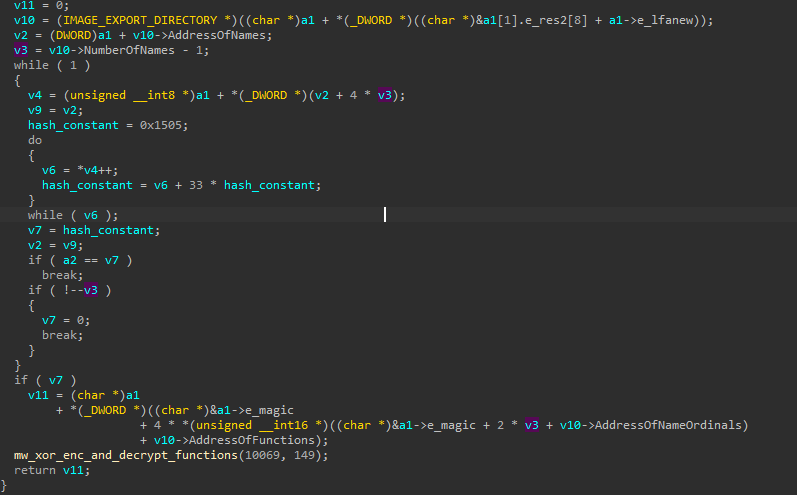 v11 = 0;
v10 = (IMAGE_EXPORT_DIRECTORY *)((char *)a1 + *(_DWORD *)((char *)&a1[1].e_res2[8] + a1->e_lfanew));
v2 = (DWORD)a1 + v10->AddressOfNames;
v3 = v10->NumberOfNames - 1;
while ( 1 )
{
v4 = (unsigned __int8 *)a1 + *(_DWORD *)(v2 + 4 * v3);
v9 = v2;
hash_constant = 0x1505;
do
{
v6 = *v4++;
hash_constant = v6 + 33 * hash_constant;
}
while ( v6 );
v7 = hash_constant;
v2 = v9;
if ( a2 == v7 )
break;
if ( !--v3 )
{
v7 = 0;
break;
}
}
if ( v7 )
v11 = (char *)a1
+ *(_DWORD *)((char *)&a1->e_magic
+ 4 * *(unsigned __int16 *)((char *)&a1->e_magic + 2 * v3 + v10->AddressOfNameOrdinals)
+ v10->AddressOfFunctions);
mw_xor_enc_and_decrypt_functions(10069, 149);
return v11;
}